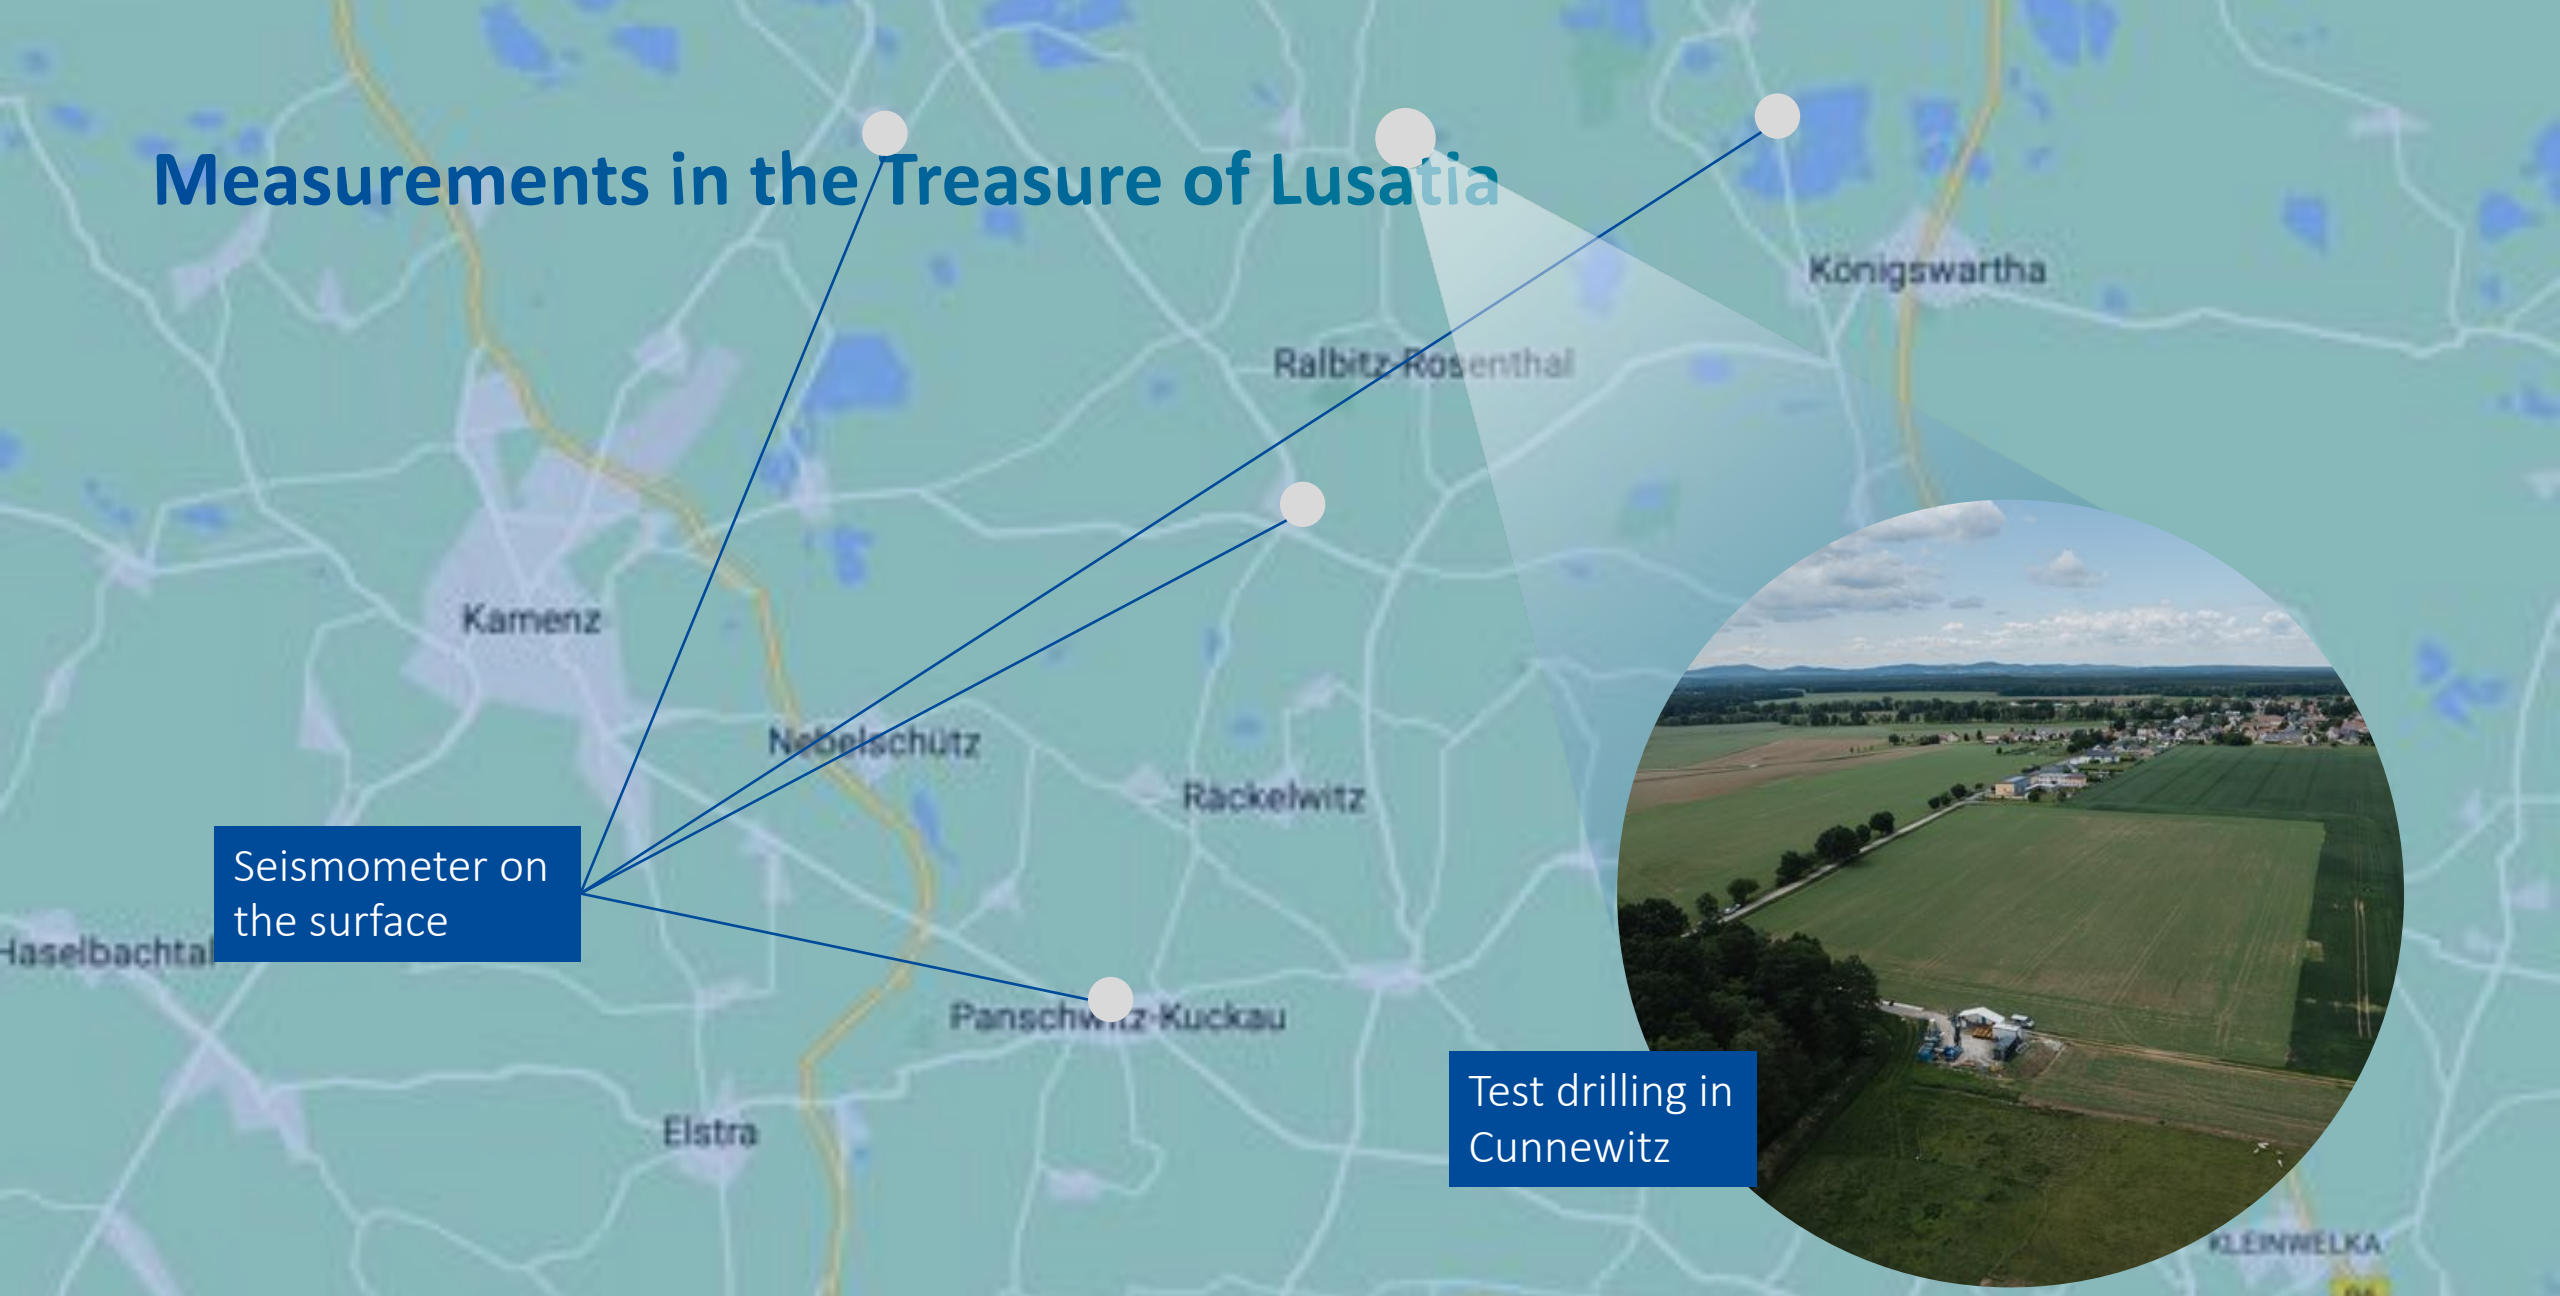 Measurements in the Treasure of Lusatia
Königswartha
Ralbitz-Rosenthal
Kamenz
Nebelschütz
Räckelwitz
Seismometer on
the surface
Haselbachtal
Panschwitz-Kuckau
Test drilling in
Cunnewitz
Elstra
KLEINWELKA